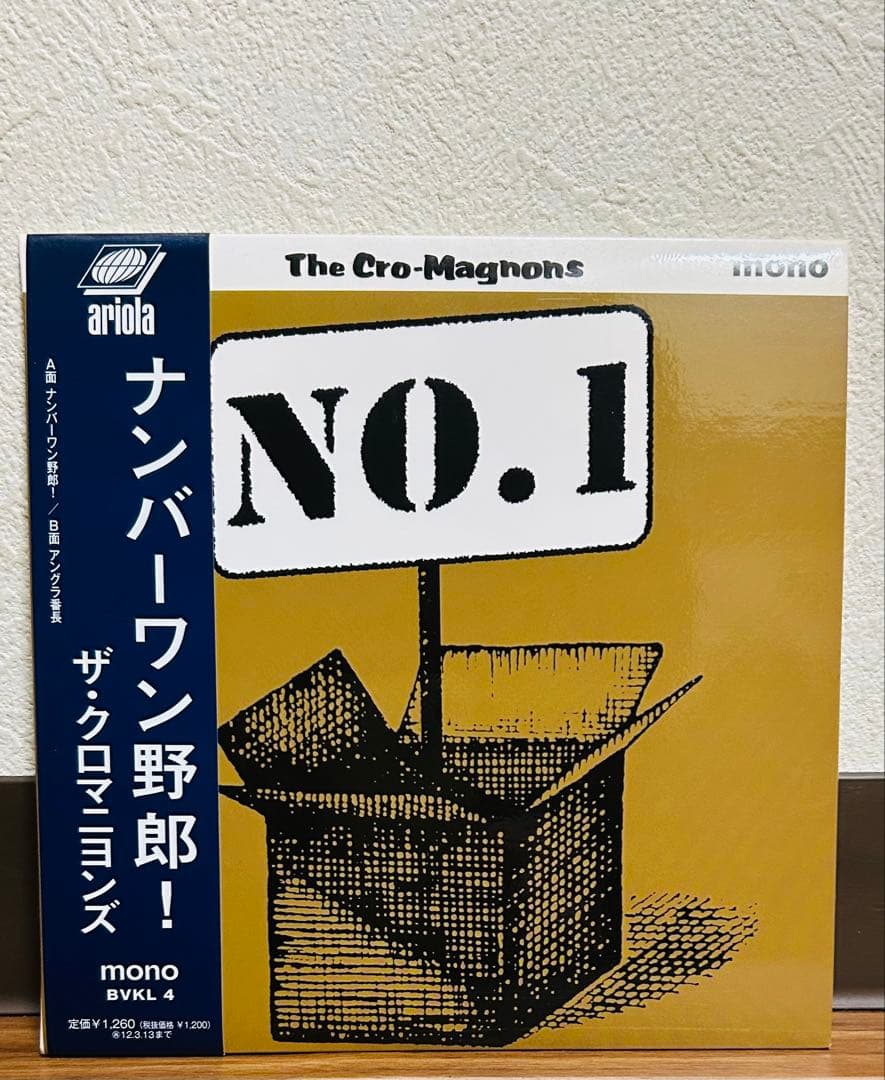 ariola
ナンバーワン野郎！
ザ・クロマニヨンズ
A面 ナンバーワン野郎！／B面 アングラ番長
mono
BVKL 4
定価¥1,260（税抜価格 ¥1,200）
㋹12.3.13まで
The Cro-Magnons
mono
NO.1